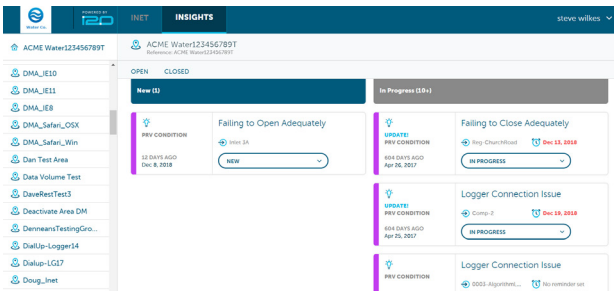 Water Co.
POWERED BY
i2O
INET
INSIGHTS
steve wilkes
ACME Water123456789T
ACME Water123456789T
Reference: ACME Water123456789T
OPEN CLOSED
DMA_IE10
DMA_IE11
DMA_IE8
DMA_Safari_OSX
DMA_Safari_Win
Dan Test Area
Data Volume Test
DaveRestTest3
Deactivate Area DM
DenneansTestingGro...
DialUp-Logger14
Dialup-LG17
Doug_Inet
New (1)
PRV CONDITION
12 DAYS AGO
Dec 8, 2018
Failing to Open Adequately
NEW
In Progress (10+)
UPDATE!
PRV CONDITION
604 DAYS AGO
Apr 26, 2017
Failing to Close Adequately
Reg-ChurchRoad
Dec 13, 2018
IN PROGRESS
UPDATE!
PRV CONDITION
604 DAYS AGO
Apr 25, 2017
Logger Connection Issue
Comp-2
Dec 19, 2018
IN PROGRESS
PRV CONDITION
Logger Connection Issue
0003-Algorithm(...
No reminder set